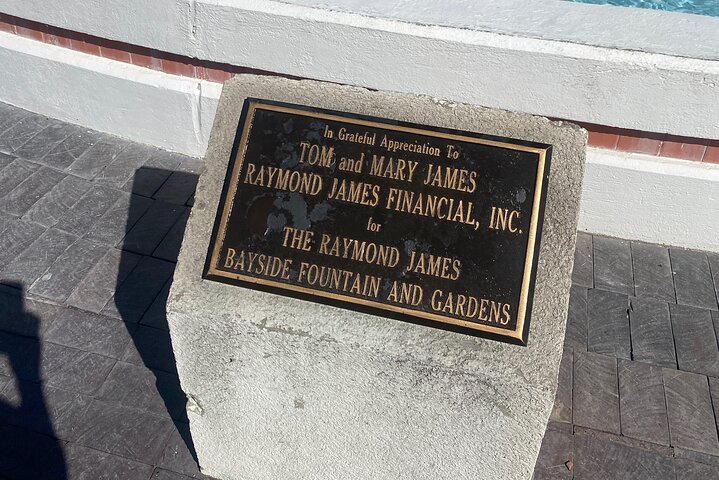 In Grateful Appreciation To
TOM and MARY JAMES
RAYMOND JAMES FINANCIAL, INC.
for
THE RAYMOND JAMES
BAYSIDE FOUNTAIN AND GARDENS